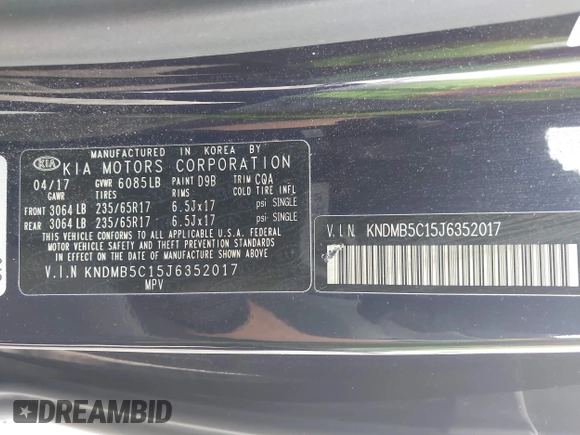 MANUFACTURED IN KOREA BY
KIA KIA MOTORS CORPORATION
04/17 GVWR 6085LB PAINT D9B TRIM CQA
GAWR TIRES RIMS COLD TIRE INFL
FRONT 3064 LB 235/65R17 6.5Jx17 psi SINGLE
REAR 3064 LB 235/65R17 6.5Jx17 psi SINGLE
THIS VEHICLE CONFORMS TO ALL APPLICABLE U.S.A. FEDERAL
MOTOR VEHICLE SAFETY AND THEFT PREVENTION STANDARDS
IN EFFECT ON THE DATE OF MANUFACTURE SHOWN ABOVE.
V.I.N KNDMB5C15J6352017
MPV
V.I.N KNDMB5C15J6352017
DREAMBID